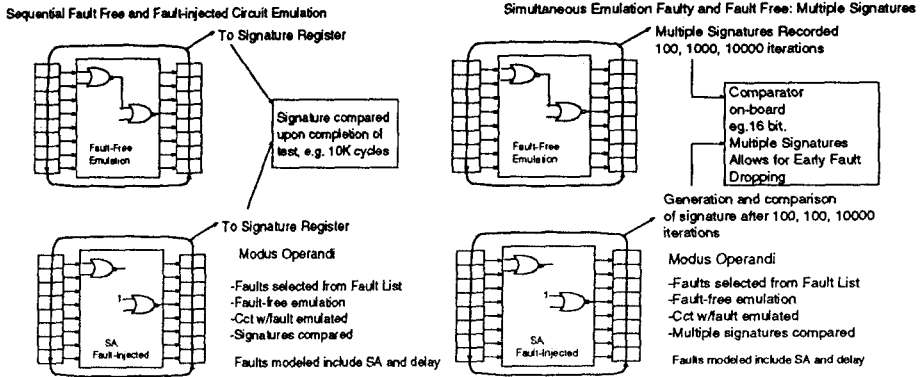 Sequential Fault Free and Fault-injected Circuit Emulation
To Signature Register
Fault-Free
Emulation
Signature compared
upon completion of
test, e.g. 10K cycles
To Signature Register
1
SA
Fault-Injected
Modus Operandi
-Faults selected from Fault List
-Fault-free emulation
-Cct w/fault emulated
-Signatures compared
Faults modeled include SA and delay
Simultaneous Emulation Faulty and Fault Free: Multiple Signatures
Multiple Signatures Recorded
100, 1000, 10000 iterations
Fault-Free
Emulation
Comparator
on-board
eg.16 bit.
Multiple Signatures
Allows for Early Fault
Dropping
Generation and comparison
of signature after 100, 100, 10000
iterations
1
SA
Fault-Injected
Modus Operandi
-Faults selected from Fault List
-Fault-free emulation
-Cct w/fault emulated
-Multiple signatures compared
Faults modeled include SA and delay